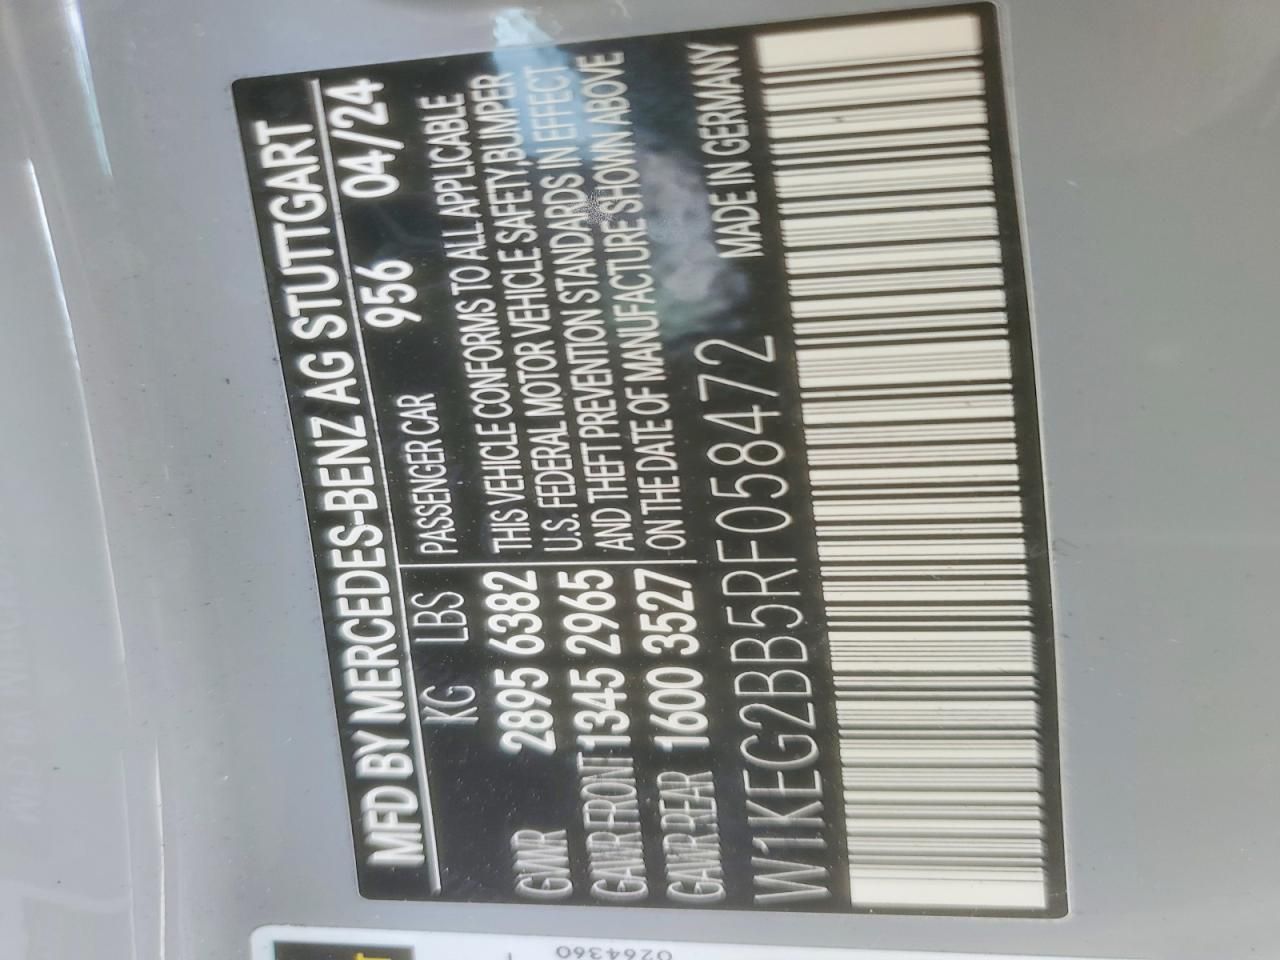 MFD BY MERCEDES-BENZ AG STUTTGART
956 04/24
KG LBS
PASSENGER CAR
GVWR 2895 6382
GAWR FRONT 1345 2965
GAWR REAR 1600 3527
THIS VEHICLE CONFORMS TO ALL APPLICABLE
U.S. FEDERAL MOTOR VEHICLE SAFETY,BUMPER
AND THEFT PREVENTION STANDARDS IN EFFECT
ON THE DATE OF MANUFACTURE SHOWN ABOVE
W1KEG2BB5RF058472
MADE IN GERMANY
0264360